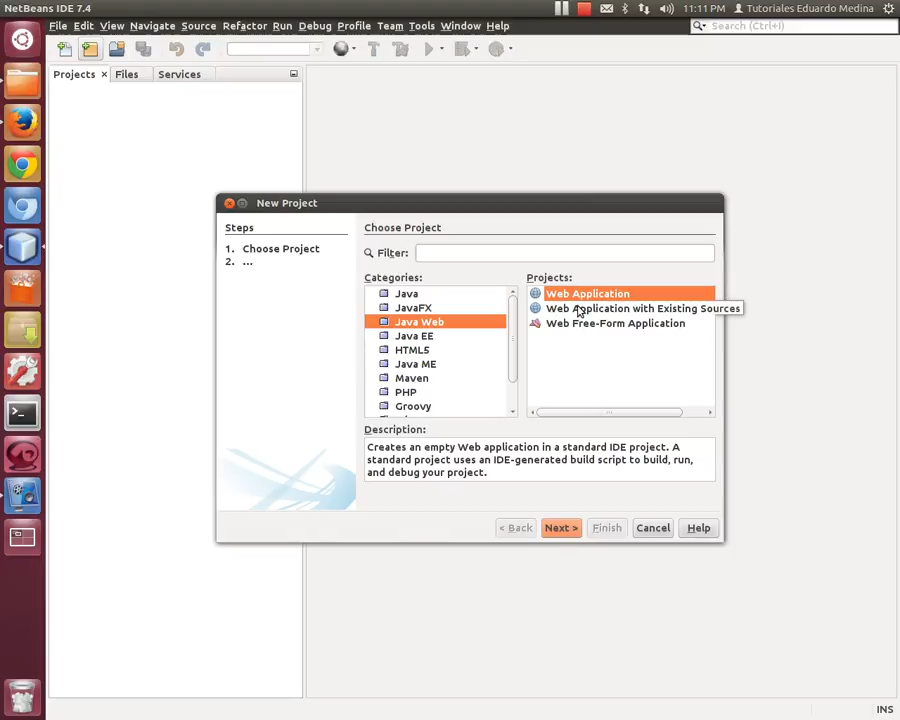 NetBeans IDE 7.4
11:11 PM
Tutoriales Eduardo Medina
File Edit View Navigate Source Refactor Run Debug Profile Team Tools Window Help
Search (Ctrl+I)
Projects × Files Services
New Project
Steps
1. Choose Project
2. ...
Choose Project
Filter:
Categories:
Java
JavaFX
Java Web
Java EE
HTML5
Java ME
Maven
PHP
Groovy
Projects:
Web Application
Web Application with Existing Sources
Web Free-Form Application
Description:
Creates an empty Web application in a standard IDE project. A
standard project uses an IDE-generated build script to build, run,
and debug your project.
< Back Next > Finish Cancel Help
INS